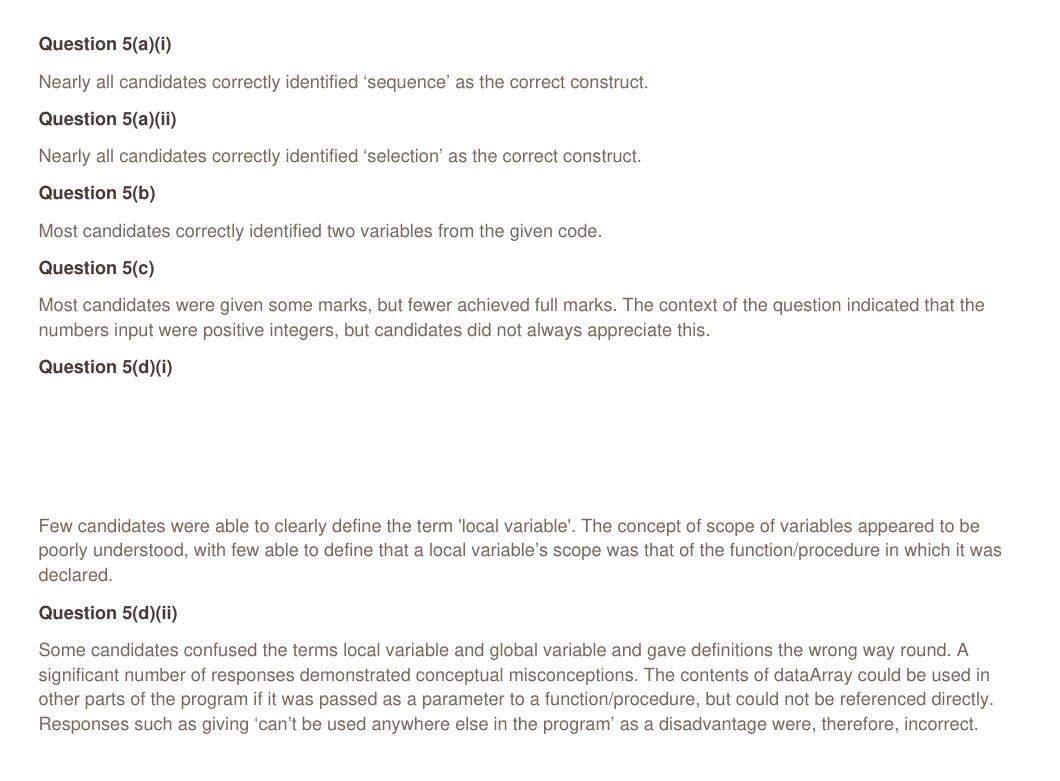 Question 5(a)(i)
Nearly all candidates correctly identified ‘sequence’ as the correct construct.
Question 5(a)(ii)
Nearly all candidates correctly identified ‘selection’ as the correct construct.
Question 5(b)
Most candidates correctly identified two variables from the given code.
Question 5(c)
Most candidates were given some marks, but fewer achieved full marks. The context of the question indicated that the
numbers input were positive integers, but candidates did not always appreciate this.
Question 5(d)(i)
Few candidates were able to clearly define the term 'local variable'. The concept of scope of variables appeared to be
poorly understood, with few able to define that a local variable’s scope was that of the function/procedure in which it was
declared.
Question 5(d)(ii)
Some candidates confused the terms local variable and global variable and gave definitions the wrong way round. A
significant number of responses demonstrated conceptual misconceptions. The contents of dataArray could be used in
other parts of the program if it was passed as a parameter to a function/procedure, but could not be referenced directly.
Responses such as giving ‘can’t be used anywhere else in the program’ as a disadvantage were, therefore, incorrect.